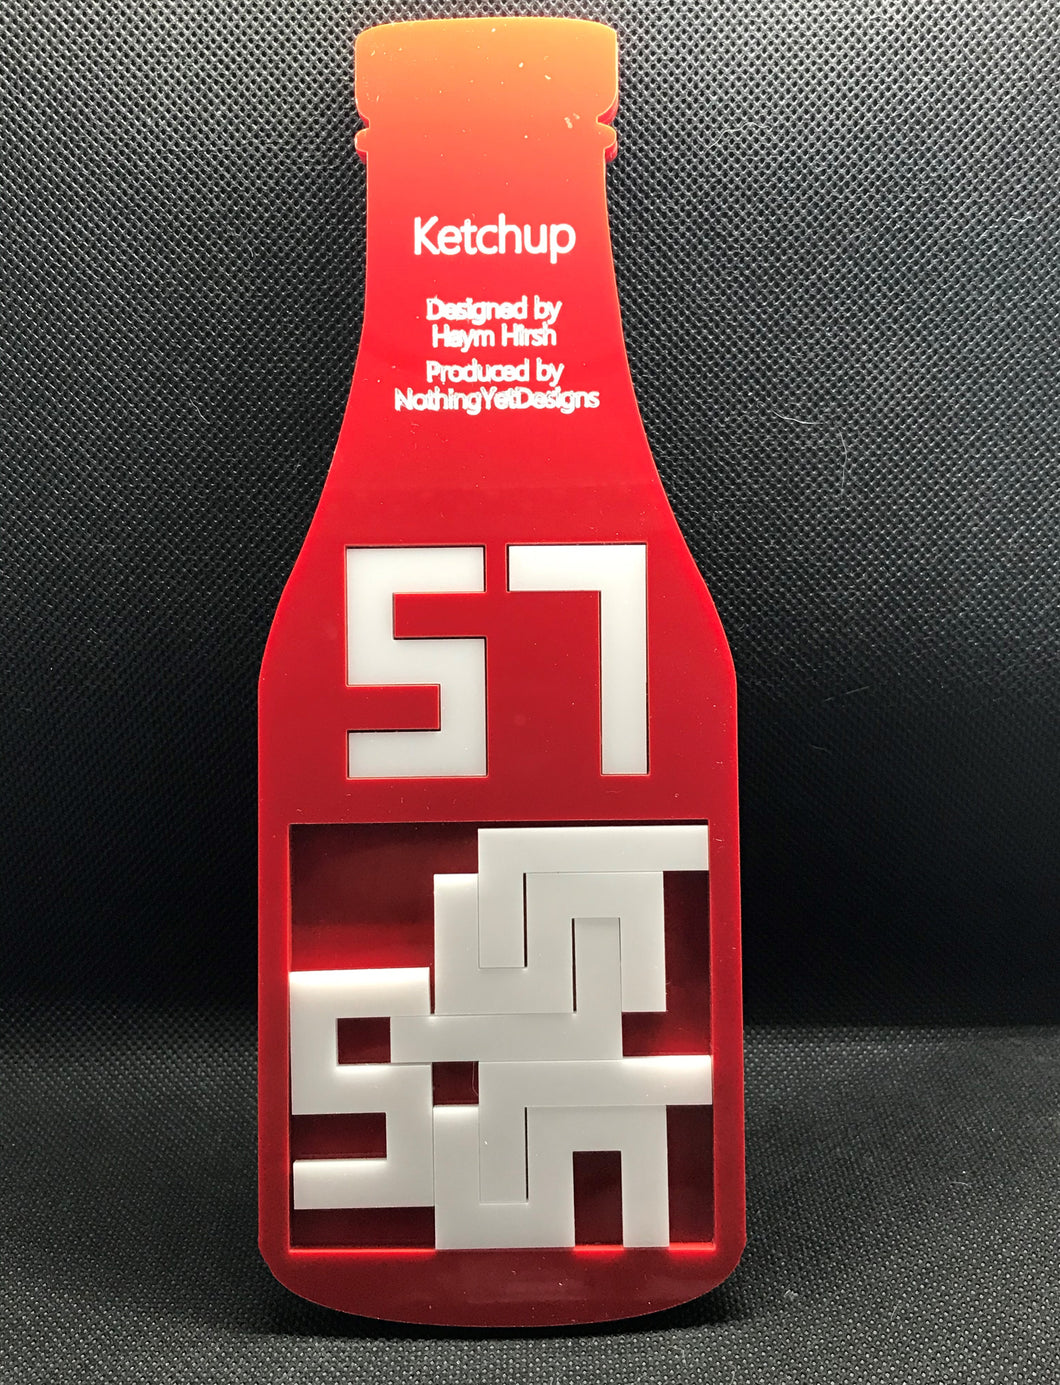 Ketchup
Designed by
Haym Hirsh
Produced by
NothingYetDesigns
57